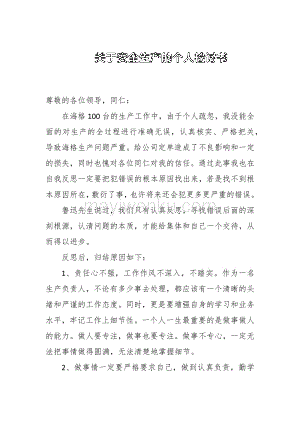 关于安全生产的个人检讨书
尊敬的各位领导，同仁：
在海格 100 台的生产工作中，由于个人疏忽，我没能全
面的对生产的全过程进行准确无误，认真核实、严格把关，
导致海格生产问题严重。给公司定单造成了不良影响和一定
的损失，同时也愧对各位同仁对我的信任。通过此事我也在
自我反思一定要把犯错误的根本原因找出来，若是找不到根
本原因所在，敷衍了事，也许将来还会犯更多更严重的错误。
鲁迅先生说过，我们只有认真反思，寻找错误后面的深
刻根源，认清问题的本质，才能给集体和自己一个交待，从
而得以进步。
反思后，归结原因如下：
1、责任心不强，工作作风不深入，不踏实。作为一名
生产负责人，不论有多少事去处理，都应该有一个清晰的头
绪和严谨的工作态度。同时，更是要增强自身的学习和业务
水平，牢记工作上细节性。一个人一生最重要的是做事做人
的能力。做人要专注，做事也要专注。做事不专心，一定无
法把事情做得圆满，无法清楚地掌握细节。
2、做事情一定要严格要求自己，做到认真负责。勤学